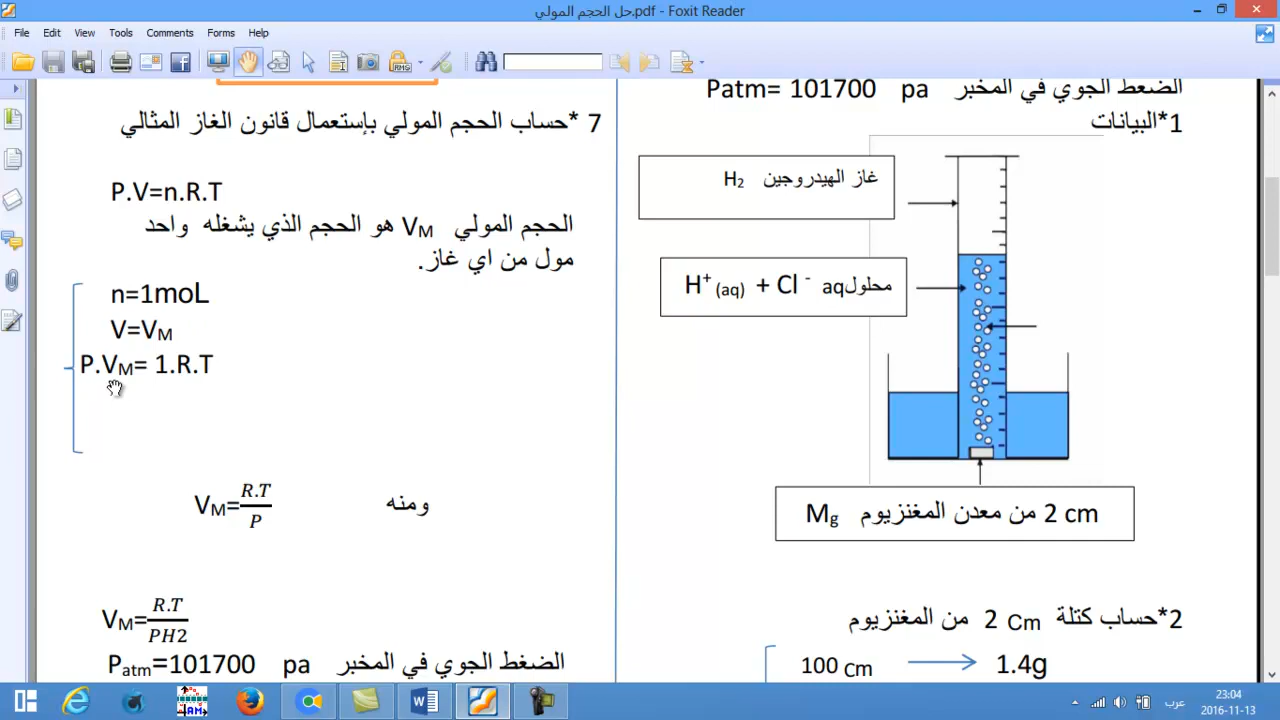 حل الحجم المولي.pdf - Foxit Reader
File Edit View Tools Comments Forms Help
الضغط الجوي في المخبر Patm= 101700 pa
1*البيانات
غاز الهيدروجين H2
محلول H+ (aq) + Cl - aq
2 cm من معدن المغنزيوم Mg
2*حساب كتلة 2 Cm من المغنزيوم
100 Cm 1.4g
7 *حساب الحجم المولي بإستعمال قانون الغاز المثالي
P.V=n.R.T
الحجم المولي VM هو الحجم الذي يشغله واحد
مول من اي غاز.
n=1moL
V=VM
P.VM= 1.R.T
ومنه VM=R.T/P
VM=R.T/PH2
Patm=101700 pa الضغط الجوي في المخبر
عرب
23:04
2016-11-13